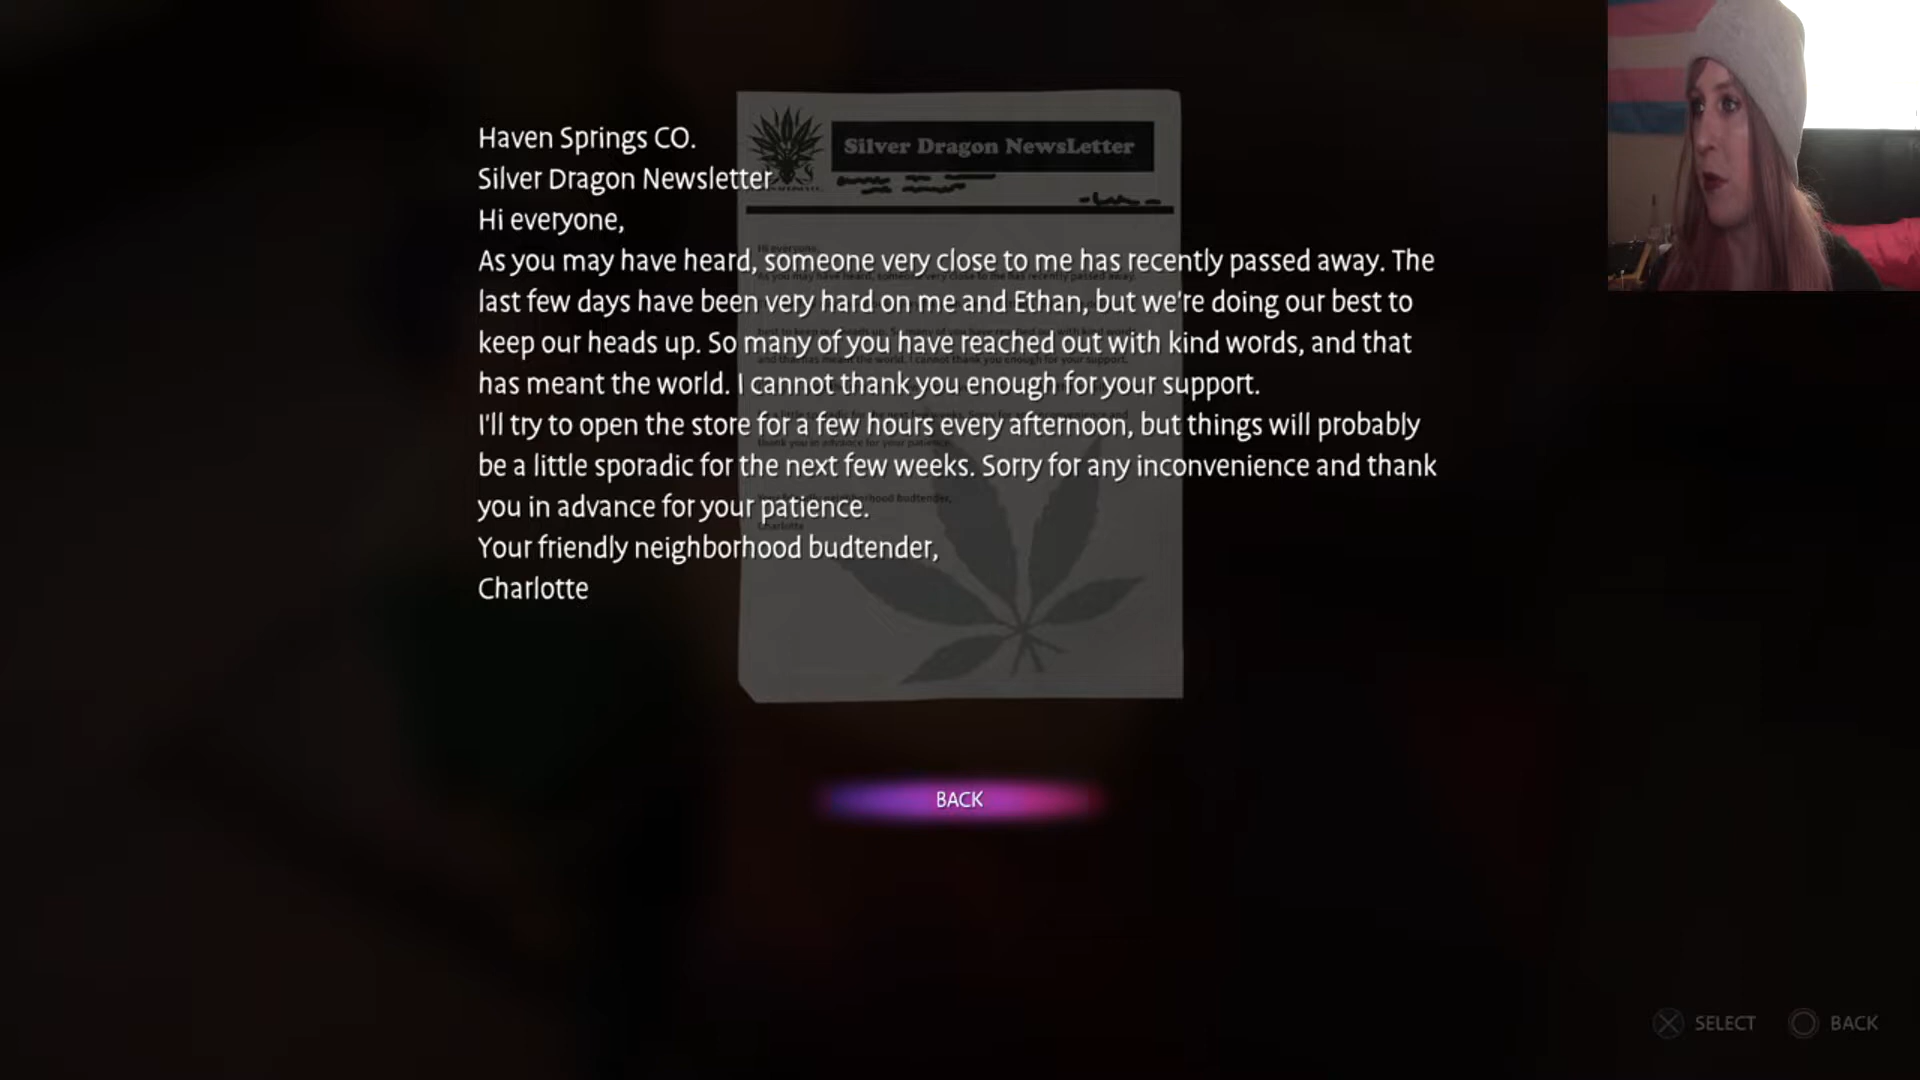 Silver Dragon NewsLetter
Haven Springs CO.
Silver Dragon Newsletter
Hi everyone,
As you may have heard, someone very close to me has recently passed away. The
last few days have been very hard on me and Ethan, but we're doing our best to
keep our heads up. So many of you have reached out with kind words, and that
has meant the world. I cannot thank you enough for your support.
I'll try to open the store for a few hours every afternoon, but things will probably
be a little sporadic for the next few weeks. Sorry for any inconvenience and thank
you in advance for your patience.
Your friendly neighborhood budtender,
Charlotte
BACK
SELECT BACK